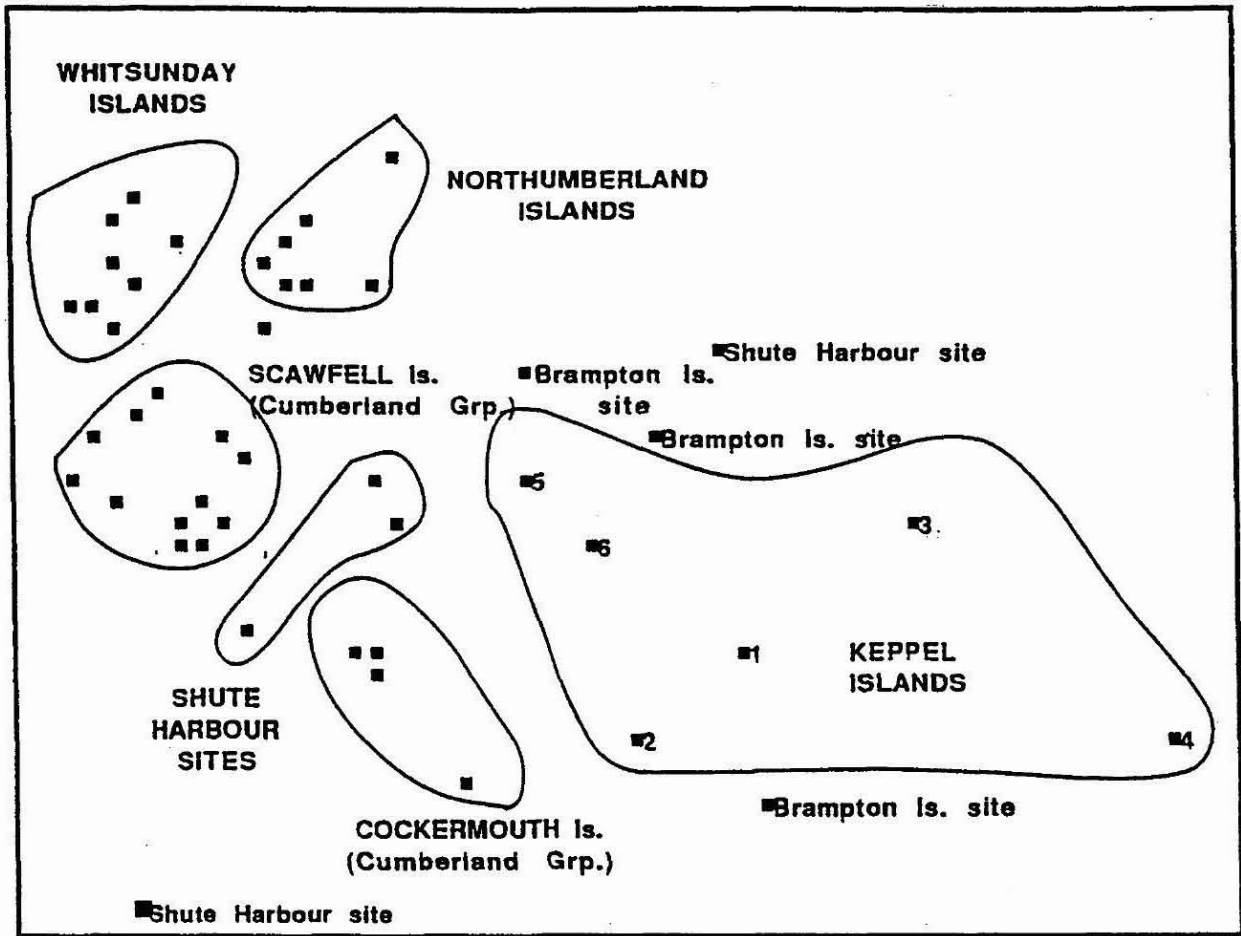 WHITSUNDAY
ISLANDS
NORTHUMBERLAND
ISLANDS
Shute Harbour site
SCAWFELL Is.
(Cumberland Grp.)
Brampton Is.
site
Brampton Is. site
5
3
6
1
KEPPEL
ISLANDS
SHUTE
HARBOUR
SITES
2
4
Brampton Is. site
COCKERMOUTH Is.
(Cumberland Grp.)
Shute Harbour site